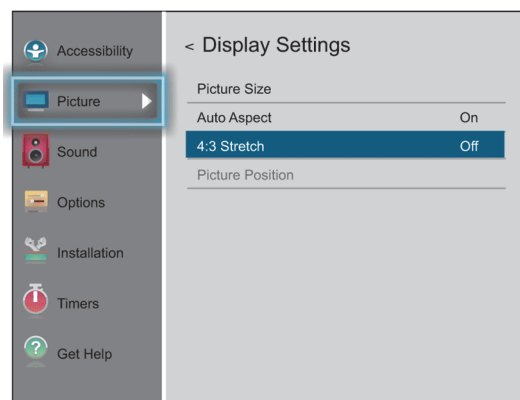 Accessibility
Picture
Sound
Options
Installation
Timers
Get Help
< Display Settings
Picture Size
Auto Aspect On
4:3 Stretch Off
Picture Position